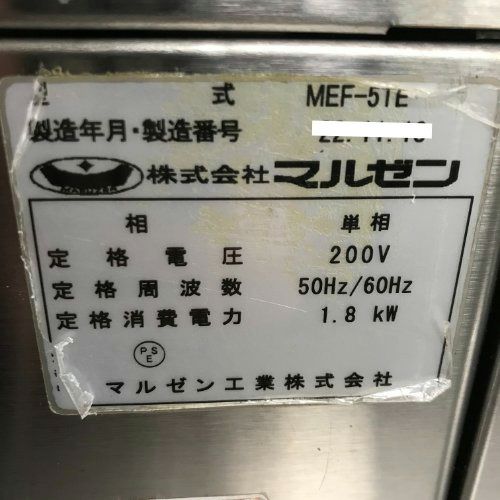 型 式 MEF-5TE
製造年月・製造番号
MARUZEN 株式会社マルゼン
相 単相
定格電圧 200V
定格周波数 50Hz/60Hz
定格消費電力 1.8 kW
PSE
マルゼン工業株式会社